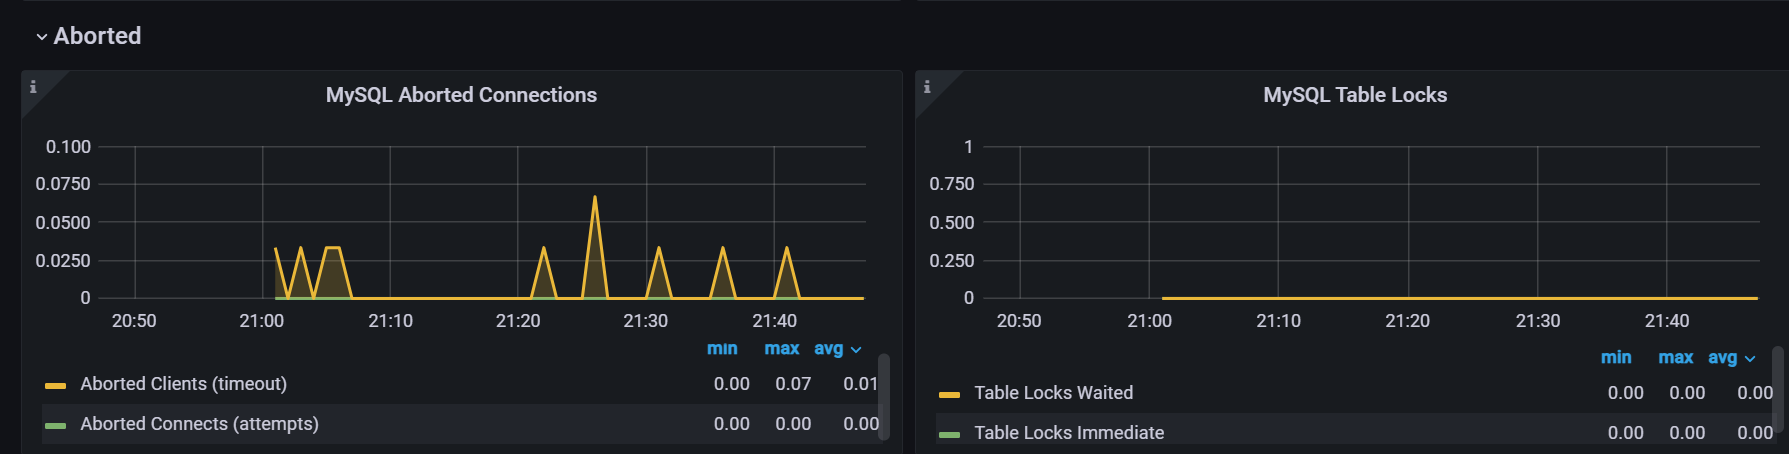 Aborted
MySQL Aborted Connections
0.100
0.0750
0.0500
0.0250
0
20:50 21:00 21:10 21:20 21:30 21:40
min max avg
Aborted Clients (timeout) 0.00 0.07 0.01
Aborted Connects (attempts) 0.00 0.00 0.00
MySQL Table Locks
1
0.750
0.500
0.250
0
20:50 21:00 21:10 21:20 21:30 21:40
min max avg
Table Locks Waited 0.00 0.00 0.00
Table Locks Immediate 0.00 0.00 0.00